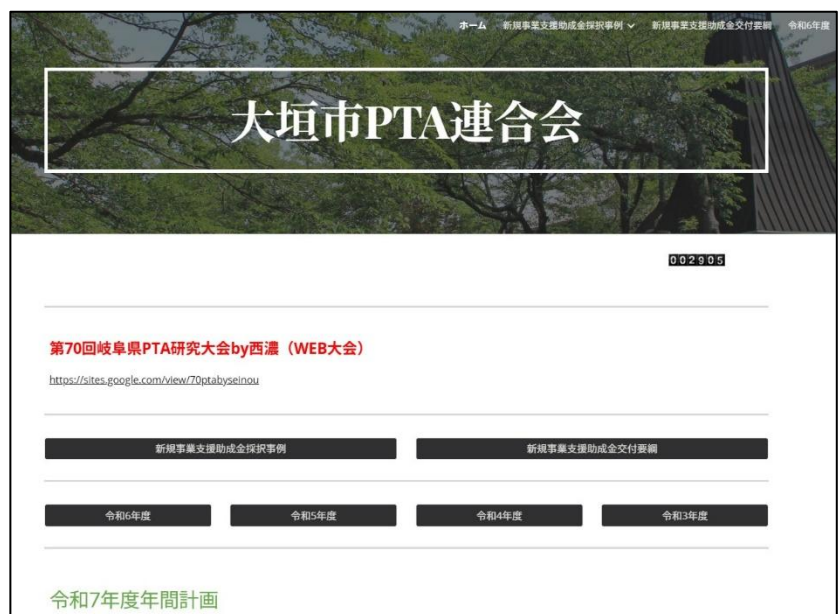 ホーム 新規事業支援助成金採択事例 新規事業支援助成金交付要綱 令和6年度
大垣市PTA連合会
002905
第70回岐阜県PTA研究大会by西濃（WEB大会）
https://sites.google.com/view/70ptabyseinou
新規事業支援助成金採択事例 新規事業支援助成金交付要綱
令和6年度 令和5年度 令和4年度 令和3年度
令和7年度年間計画